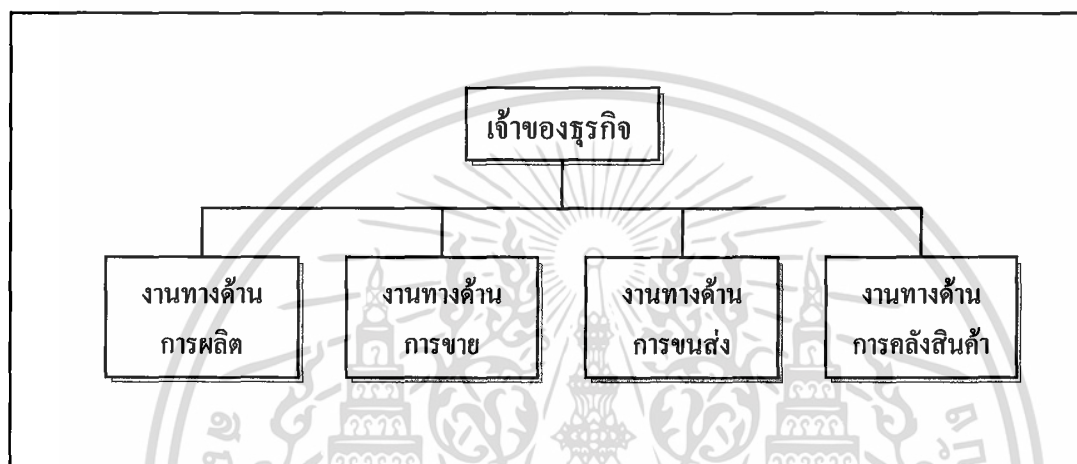 เจ้าของธุรกิจ
งานทางด้าน
การผลิต
งานทางด้าน
การขาย
งานทางด้าน
การขนส่ง
งานทางด้าน
การคลังสินค้า